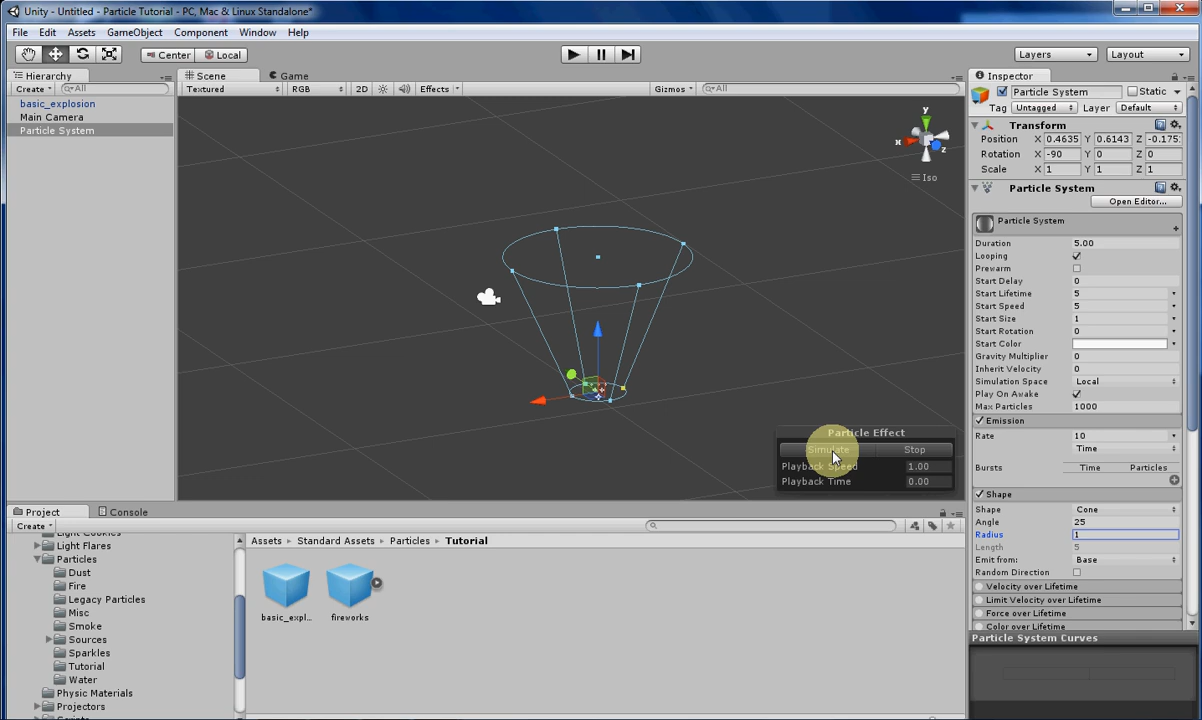 Unity - Untitled - Particle Tutorial - PC, Mac & Linux Standalone*
File Edit Assets GameObject Component Window Help
Center Local
Layers Layout
Hierarchy
Create All
basic_explosion
Main Camera
Particle System
Scene Game
Textured RGB 2D Effects Gizmos All
y
x
z
Iso
Particle Effect
Simulate Stop
Playback Speed 1.00
Playback Time 0.00
Inspector
Particle System Static
Tag Untagged Layer Default
Transform
Position X 0.4635 Y 0.6143 Z -0.175
Rotation X -90 Y 0 Z 0
Scale X 1 Y 1 Z 1
Particle System
Open Editor...
Particle System
Duration 5.00
Looping
Prewarm
Start Delay 0
Start Lifetime 5
Start Speed 5
Start Size 1
Start Rotation 0
Start Color
Gravity Multiplier 0
Inherit Velocity 0
Simulation Space Local
Play On Awake
Max Particles 1000
Emission
Rate 10
Time
Bursts Time Particles
Shape
Shape Cone
Angle 25
Radius 1
Length 5
Emit from: Base
Random Direction
Velocity over Lifetime
Limit Velocity over Lifetime
Force over Lifetime
Color over Lifetime
Particle System Curves
Project Console
Create
Light Cookies
Light Flares
Particles
Dust
Fire
Legacy Particles
Misc
Smoke
Sources
Sparkles
Tutorial
Water
Physic Materials
Projectors
Assets Standard Assets Particles Tutorial
basic_expl... fireworks